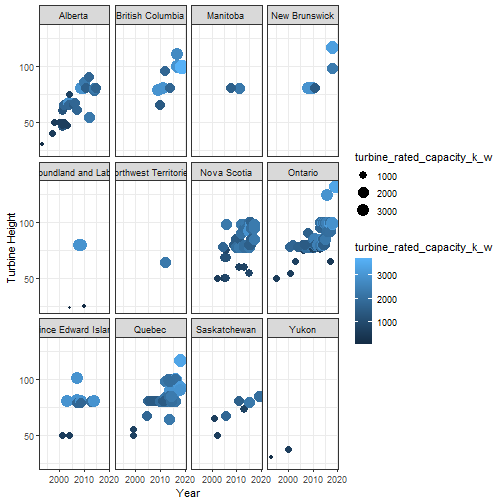 Alberta British Columbia Manitoba New Brunswick
100
50
oundland and Lab orthwest Territorie Nova Scotia Ontario
100
50
ince Edward Islan Quebec Saskatchewan Yukon
100
50
2000 2010 2020 2000 2010 2020 2000 2010 2020 2000 2010 2020
Year
Turbine Height
turbine_rated_capacity_k_w
1000
2000
3000
turbine_rated_capacity_k_w
3000
2000
1000